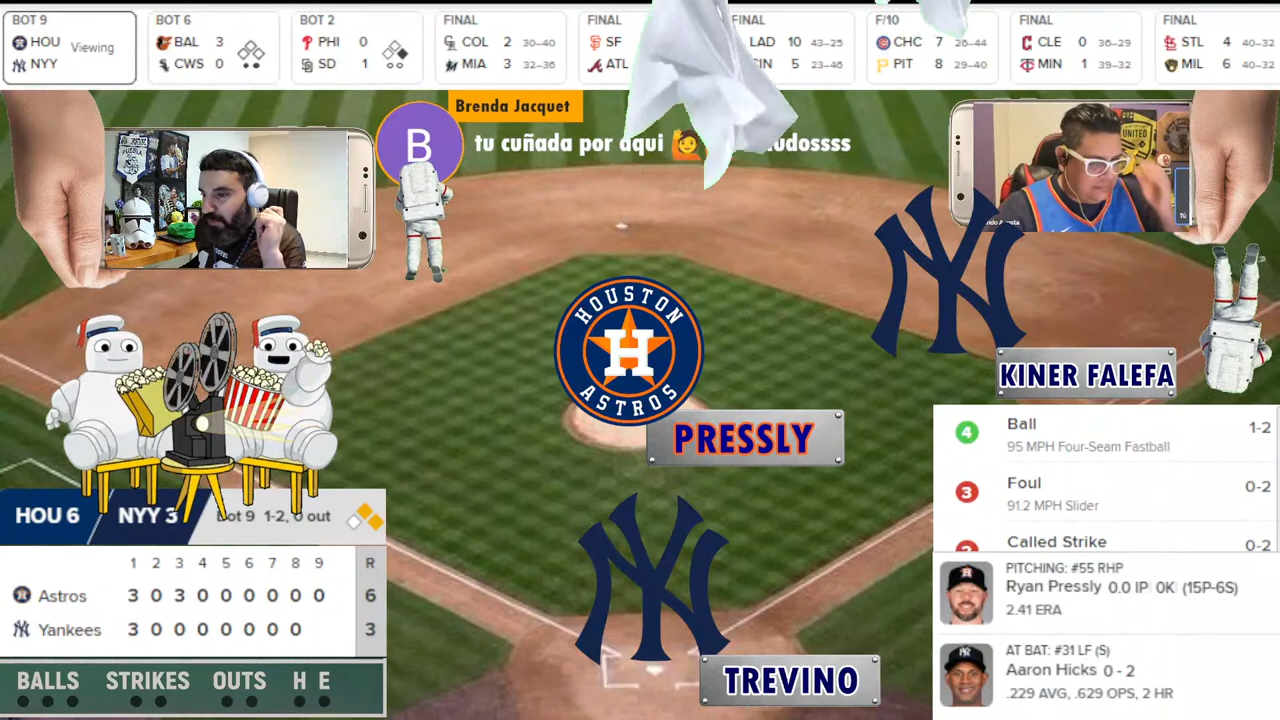 BOT 9
HOU Viewing
NYY
BOT 6
BAL 3
CWS 0
BOT 2
PHI 0
SD 1
FINAL
COL 2 30-40
MIA 3 32-36
FINAL
SF
ATL
FINAL
LAD 10 43-25
CIN 5 23-46
F/10
CHC 7 26-44
PIT 8 29-40
FINAL
CLE 0 36-29
MIN 1 39-32
FINAL
STL 4 40-32
MIL 6 40-32
Brenda Jacquet
B
tu cuñada por aqui 🙋 udossss
UNITED
Tú
HOUSTON
H
ASTROS
PRESSLY
KINER FALEFA
TREVINO
4 Ball 1-2
95 MPH Four-Seam Fastball
3 Foul 0-2
91.2 MPH Slider
Called Strike 0-2
PITCHING: #55 RHP
Ryan Pressly 0.0 IP 0K (15P-6S)
2.41 ERA
AT BAT: #31 LF (S)
Aaron Hicks 0-2
.229 AVG, .629 OPS, 2 HR
HOU 6 NYY 3 Bot 9 1-2, 0 out
1 2 3 4 5 6 7 8 9 R
Astros 3 0 3 0 0 0 0 0 0 6
Yankees 3 0 0 0 0 0 0 0 3
BALLS STRIKES OUTS H E